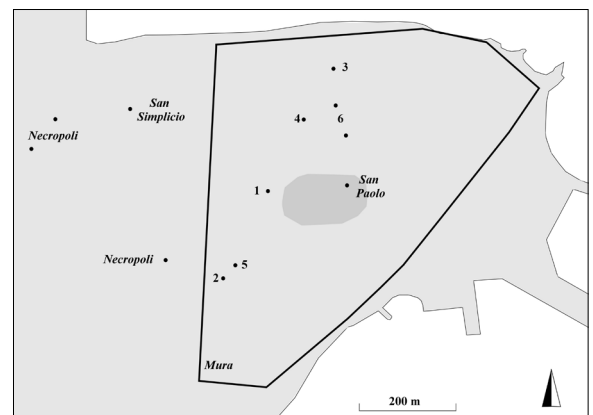 3
San
Simplicio
4
6
Necropoli
San
Paolo
1
Necropoli
5
2
Mura
200 m